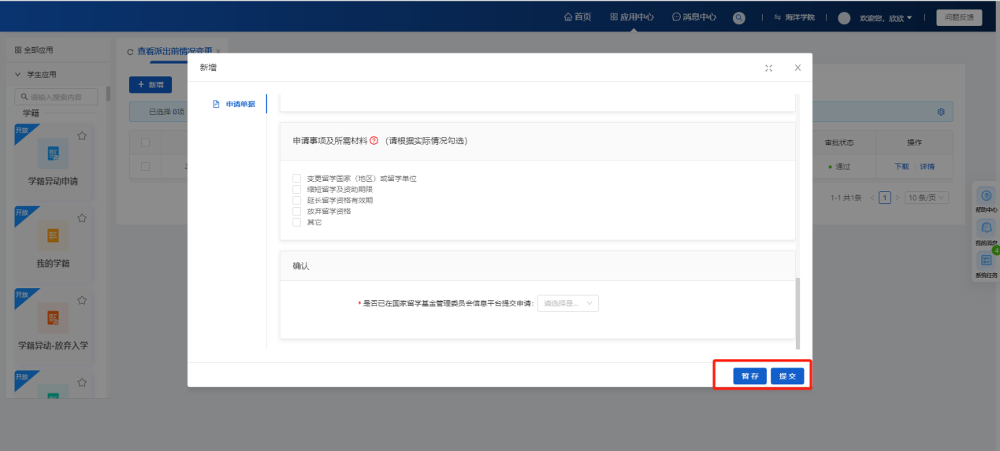 首页 应用中心 消息中心 海洋学院 欢迎您，欣欣 问题反馈
全部应用
查看派出前情况变更
学生应用
新增
请输入搜索内容
已选择 0项
学籍
开放
学籍异动申请
开放
我的学籍
开放
学籍异动-放弃入学
开放
新增
申请单据
申请事项及所需材料 （请根据实际情况勾选）
变更留学国家（地区）或留学单位
缩短留学及资助期限
延长留学资格有效期
放弃留学资格
其它
确认
* 是否已在国家留学基金管理委员会信息平台提交申请: 请选择是...
暂存 提交
审批状态 操作
2 通过 下载 详情
1-1 共1条 < 1 > 10 条/页
帮助中心
我的消息
4
系统任务